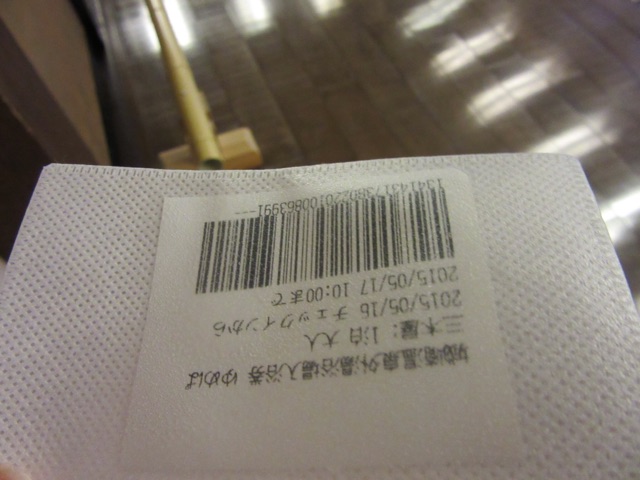 城崎温泉外湯浴場入浴券 ゆめぱ
三木屋: 1泊 大人
2015/05/16 チェックインから
2015/05/17 10:00まで